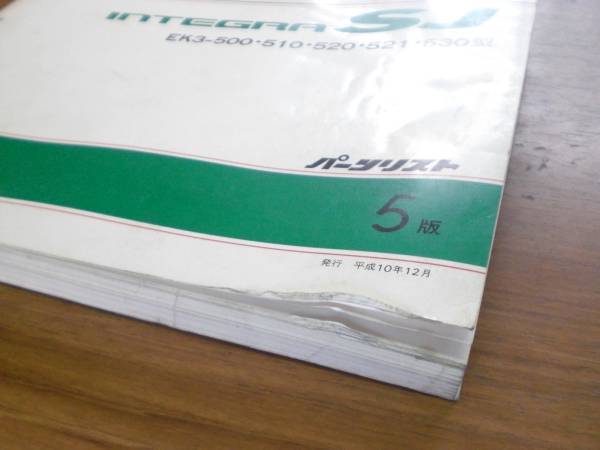 INTEGRA SJ
EK3-500・510・520・521・530型
パーツリスト
5版
発行 平成10年12月